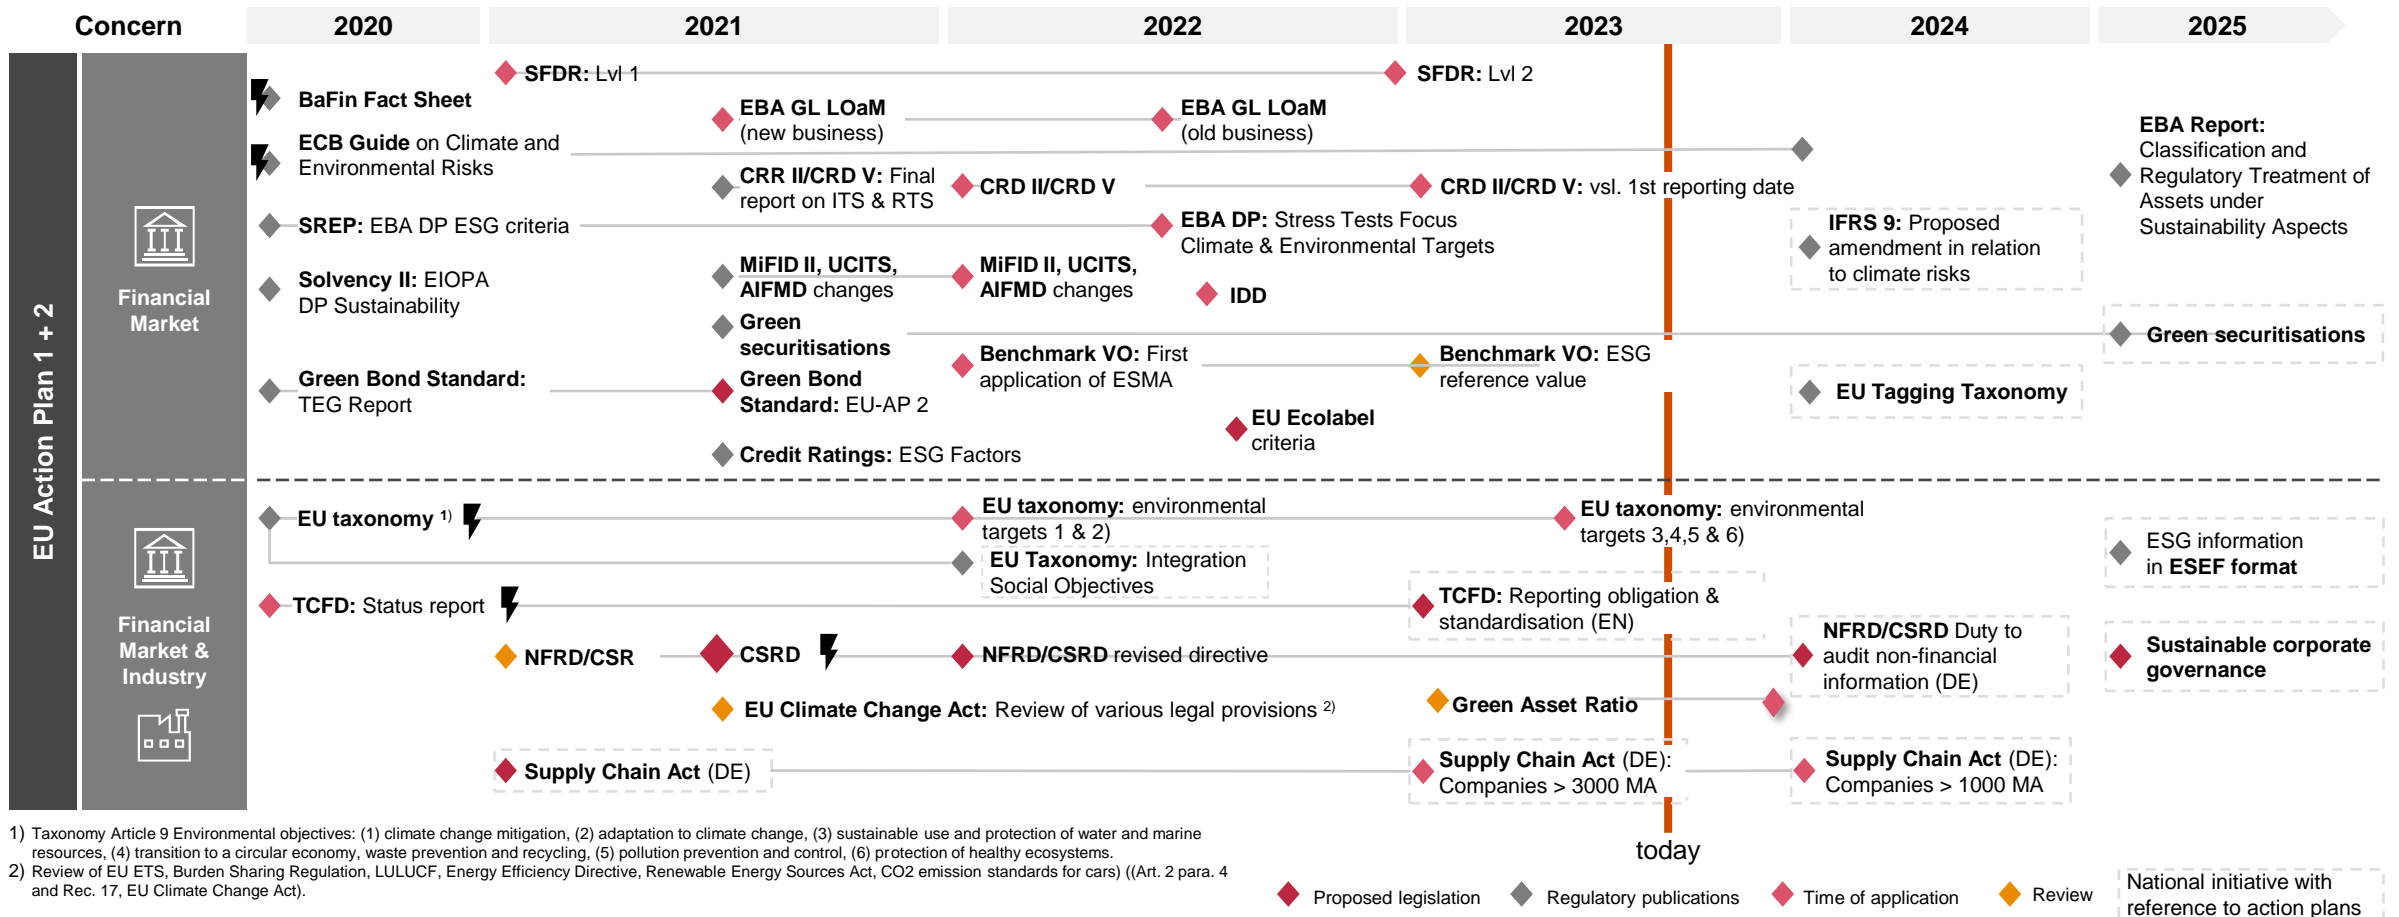 Concern
2020
2021
2022
2023
2024
2025
EU Action Plan 1 + 2
Financial
Market
SFDR: Lvl 1
SFDR: Lvl 2
BaFin Fact Sheet
EBA GL LOaM
(new business)
EBA GL LOaM
(old business)
ECB Guide on Climate and
Environmental Risks
CRR II/CRD V: Final
report on ITS & RTS
CRD II/CRD V
CRD II/CRD V: vsl. 1st reporting date
EBA Report:
Classification and
Regulatory Treatment of
Assets under
Sustainability Aspects
SREP: EBA DP ESG criteria
EBA DP: Stress Tests Focus
Climate & Environmental Targets
IFRS 9: Proposed
amendment in relation
to climate risks
Solvency II: EIOPA
DP Sustainability
MiFID II, UCITS,
AIFMD changes
MiFID II, UCITS,
AIFMD changes
IDD
Green
securitisations
Green securitisations
Benchmark VO: First
application of ESMA
Benchmark VO: ESG
reference value
Green Bond Standard:
TEG Report
Green Bond
Standard: EU-AP 2
EU Tagging Taxonomy
EU Ecolabel
criteria
Credit Ratings: ESG Factors
Financial
Market &
Industry
EU taxonomy 1)
EU taxonomy: environmental
targets 1 & 2)
EU taxonomy: environmental
targets 3,4,5 & 6)
EU Taxonomy: Integration
Social Objectives
ESG information
in ESEF format
TCFD: Status report
TCFD: Reporting obligation &
standardisation (EN)
NFRD/CSR
CSRD
NFRD/CSRD revised directive
NFRD/CSRD Duty to
audit non-financial
information (DE)
Sustainable corporate
governance
EU Climate Change Act: Review of various legal provisions 2)
Green Asset Ratio
Supply Chain Act (DE)
Supply Chain Act (DE):
Companies > 3000 MA
Supply Chain Act (DE):
Companies > 1000 MA
today
1) Taxonomy Article 9 Environmental objectives: (1) climate change mitigation, (2) adaptation to climate change, (3) sustainable use and protection of water and marine
resources, (4) transition to a circular economy, waste prevention and recycling, (5) pollution prevention and control, (6) protection of healthy ecosystems.
2) Review of EU ETS, Burden Sharing Regulation, LULUCF, Energy Efficiency Directive, Renewable Energy Sources Act, CO2 emission standards for cars) ((Art. 2 para. 4
and Rec. 17, EU Climate Change Act).
Proposed legislation
Regulatory publications
Time of application
Review
National initiative with
reference to action plans